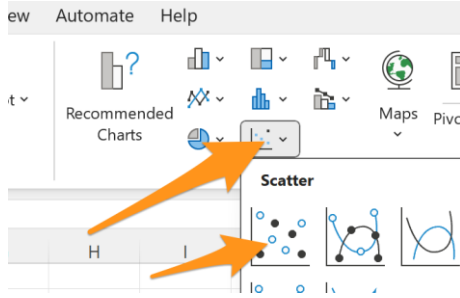 ew Automate Help
?
t
Recommended
Charts
Maps
Pivo
Scatter
H I